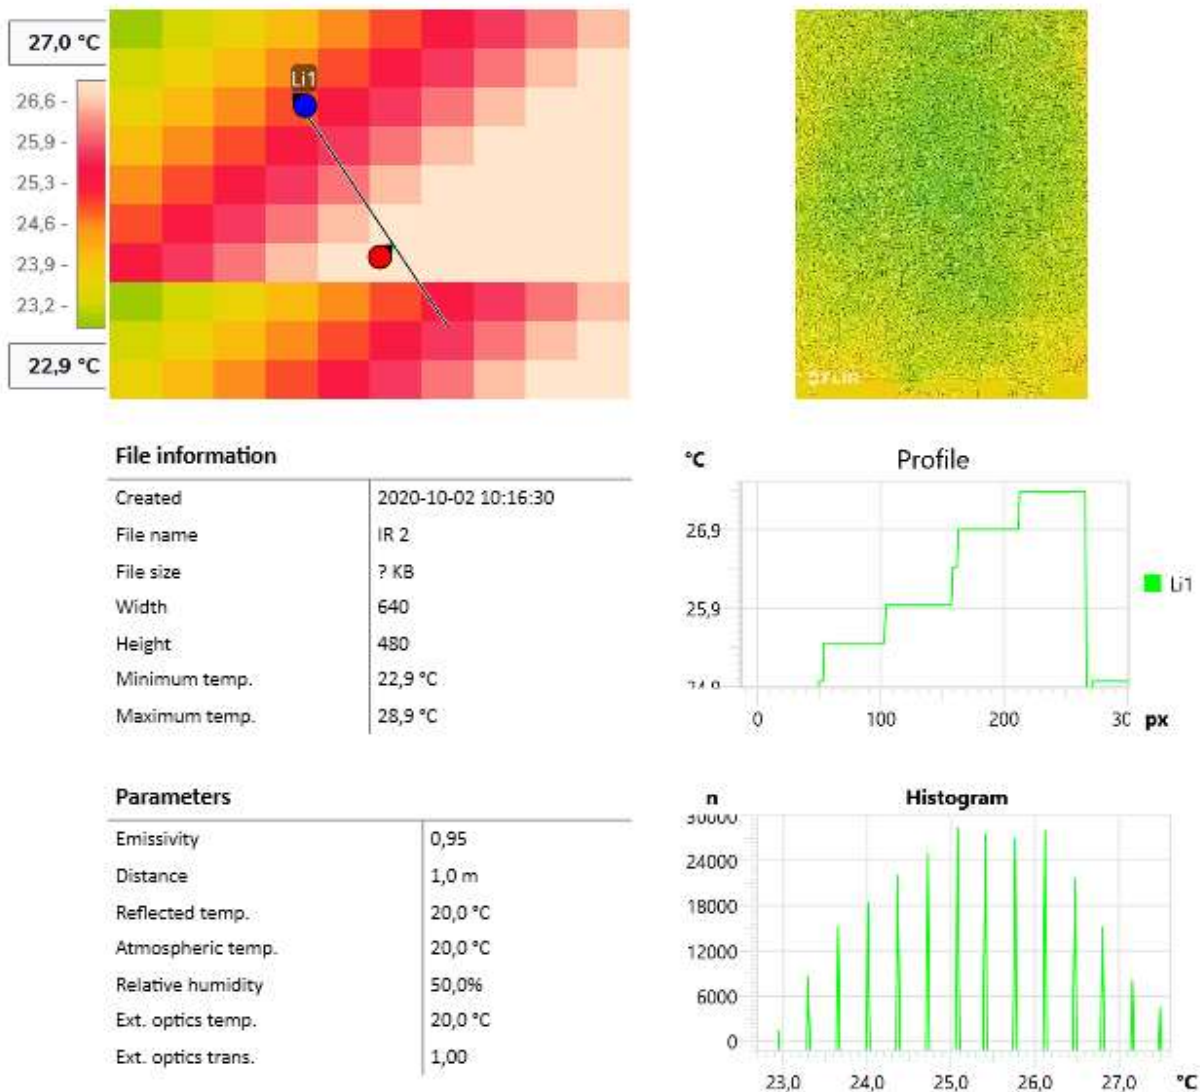 27,0 °C
26,6 -
25,9 -
25,3 -
24,6 -
23,9 -
23,2 -
22,9 °C
Li1
FLIR
File information
Created 2020-10-02 10:16:30
File name IR 2
File size ? KB
Width 640
Height 480
Minimum temp. 22,9 °C
Maximum temp. 28,9 °C
°C Profile
26,9
25,9
24,9
0 100 200 30 px
Li1
Parameters
Emissivity 0,95
Distance 1,0 m
Reflected temp. 20,0 °C
Atmospheric temp. 20,0 °C
Relative humidity 50,0%
Ext. optics temp. 20,0 °C
Ext. optics trans. 1,00
n Histogram
30000
24000
18000
12000
6000
0
23,0 24,0 25,0 26,0 27,0 °C